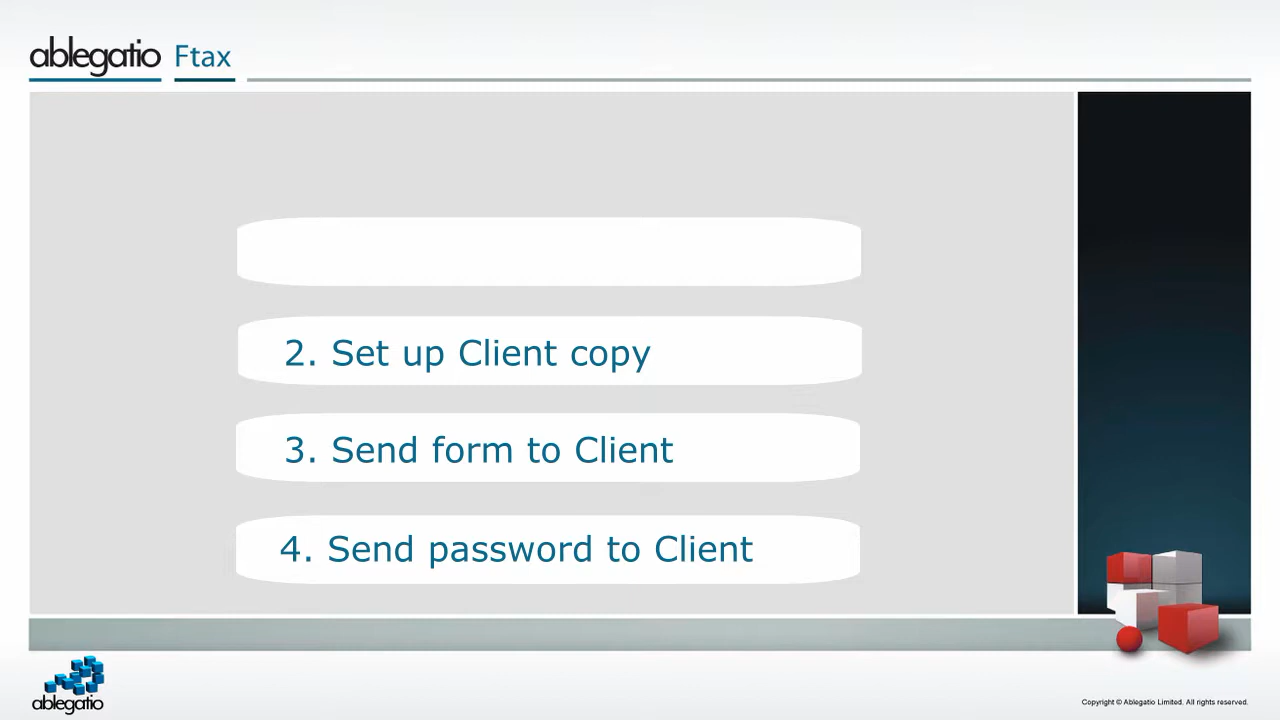 ablegatio Ftax
2. Set up Client copy
3. Send form to Client
4. Send password to Client
ablegatio
Copyright © Ablegatio Limited. All rights reserved.